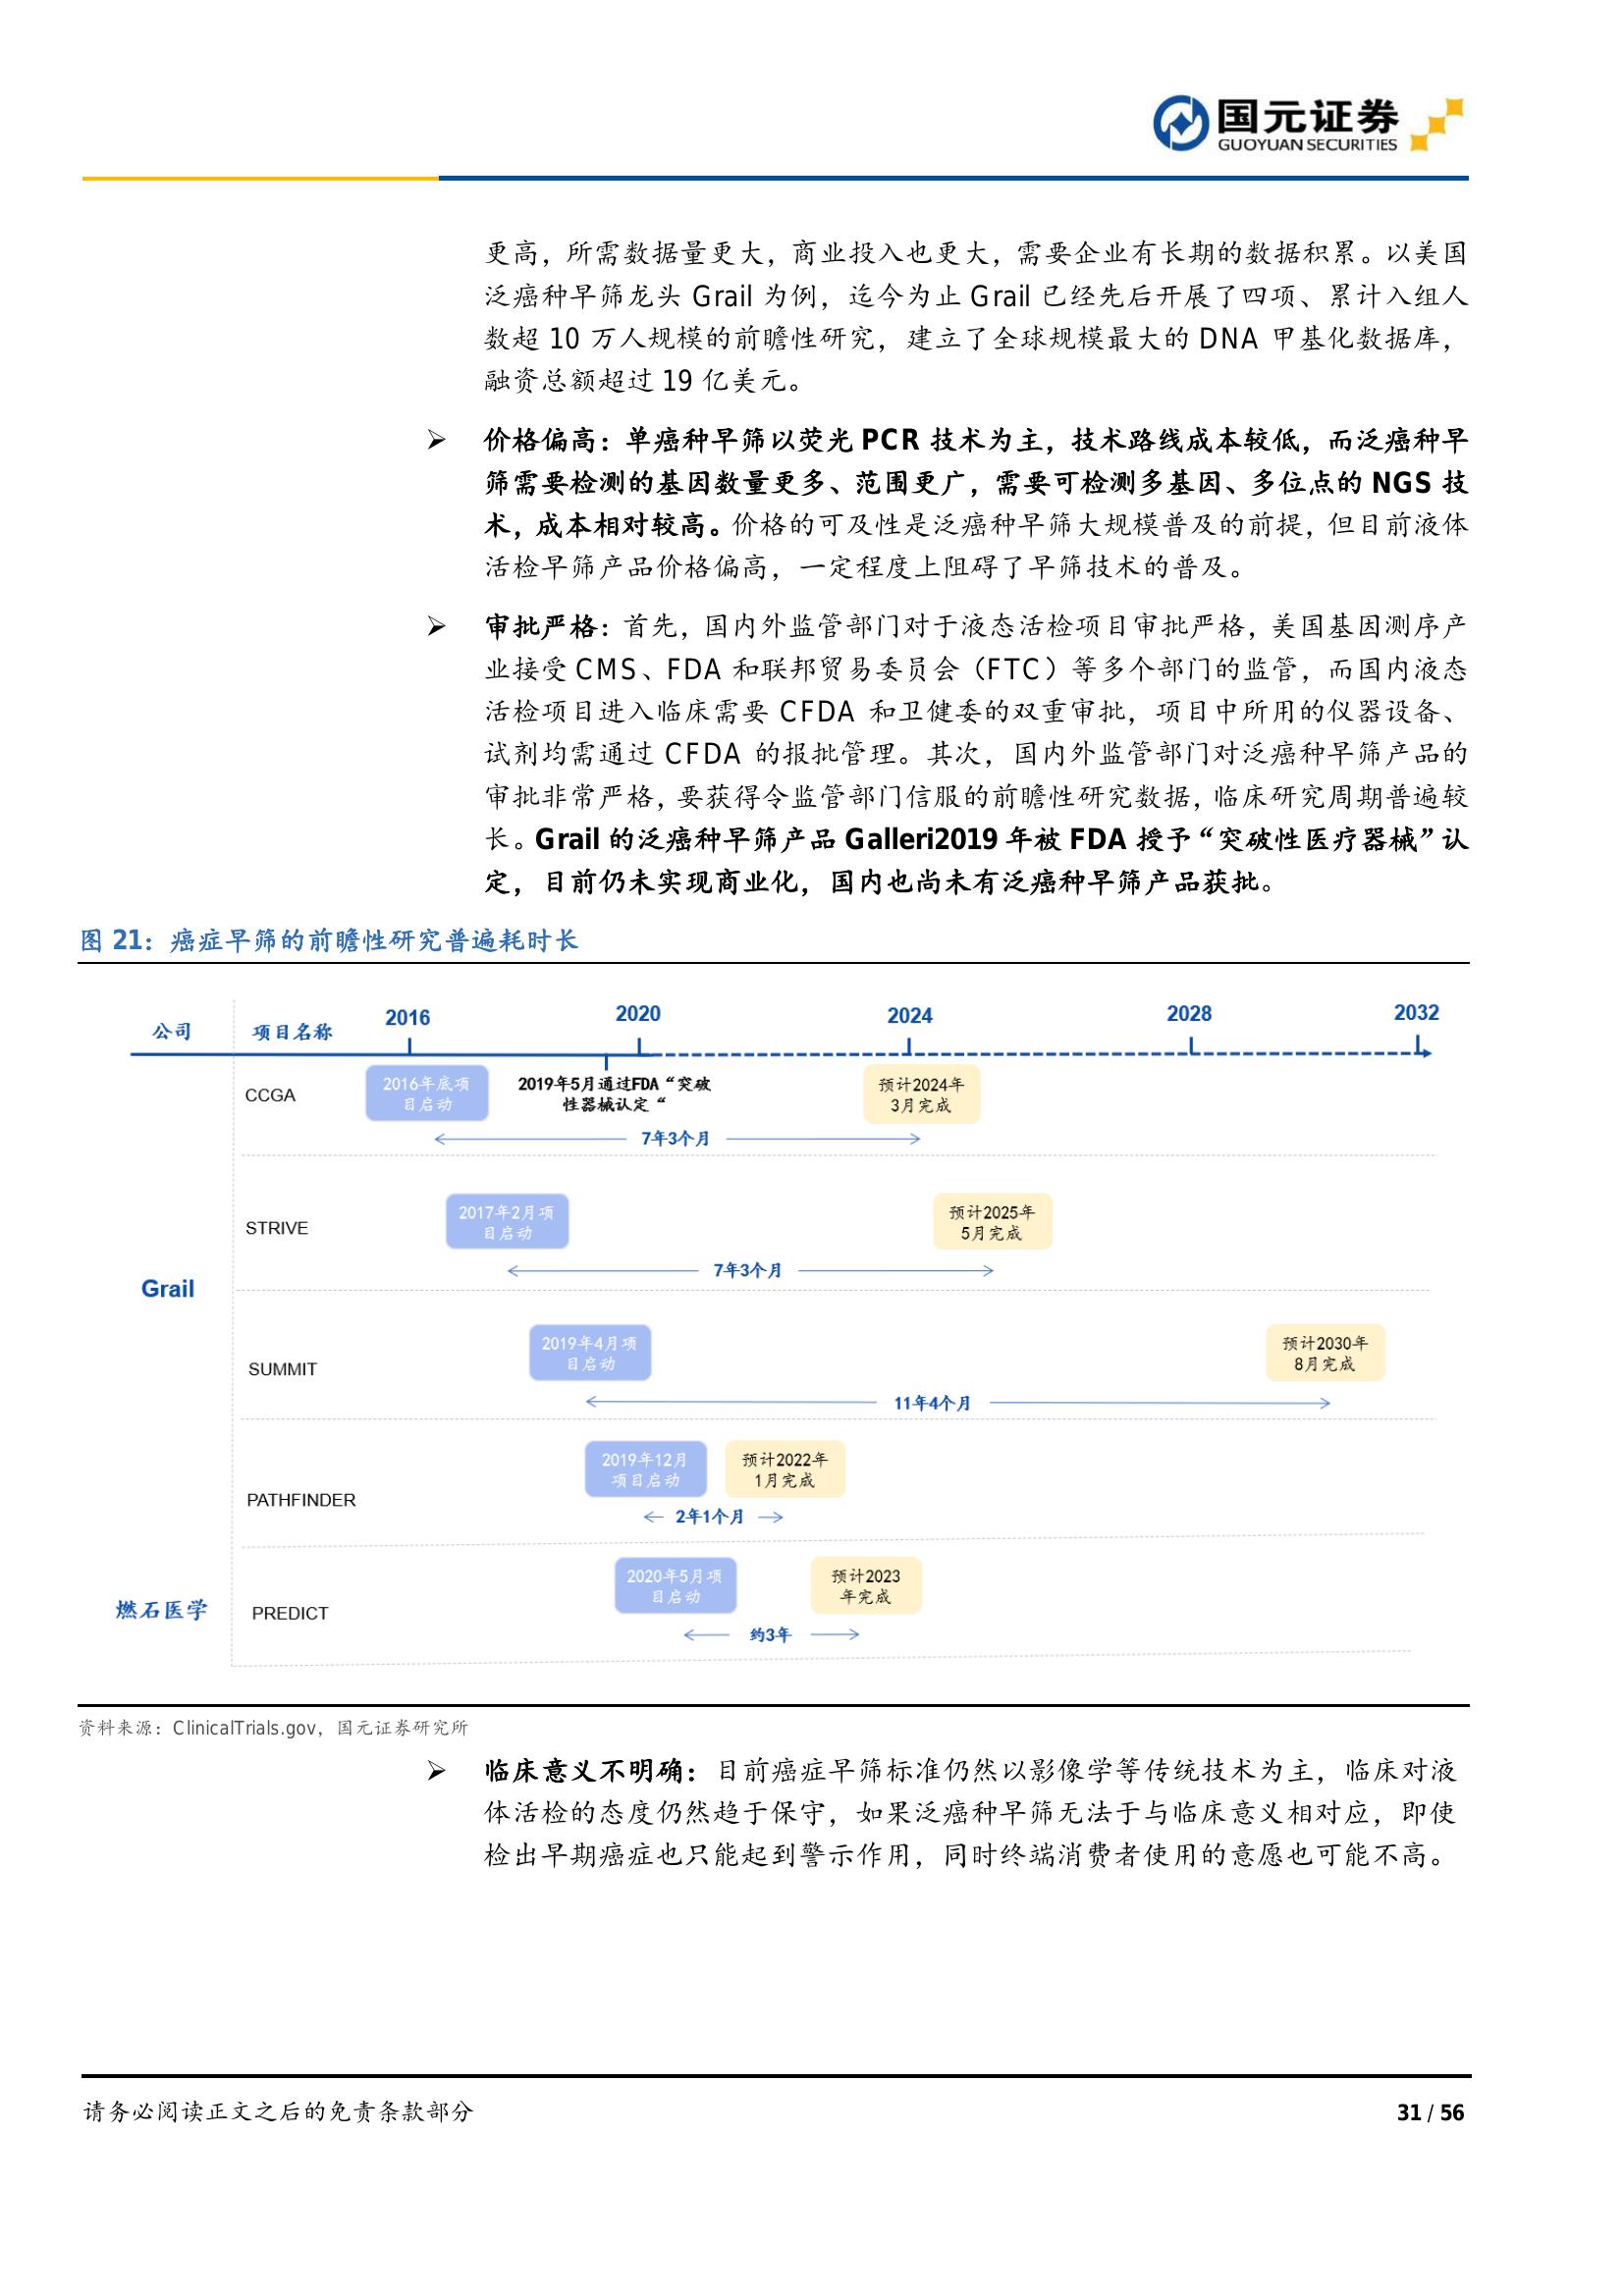 国元证券
GUOYUAN SECURITIES
更高，所需数据量更大，商业投入也更大，需要企业有长期的数据积累。以美国
泛癌种早筛龙头 Grail 为例，迄今为止 Grail 已经先后开展了四项、累计入组人
数超 10 万人规模的前瞻性研究，建立了全球规模最大的 DNA 甲基化数据库，
融资总额超过 19 亿美元。
➢ 价格偏高：单癌种早筛以荧光 PCR 技术为主，技术路线成本较低，而泛癌种早
筛需要检测的基因数量更多、范围更广，需要可检测多基因、多位点的 NGS 技
术，成本相对较高。价格的可及性是泛癌种早筛大规模普及的前提，但目前液体
活检早筛产品价格偏高，一定程度上阻碍了早筛技术的普及。
➢ 审批严格：首先，国内外监管部门对于液态活检项目审批严格，美国基因测序产
业接受 CMS、FDA 和联邦贸易委员会（FTC）等多个部门的监管，而国内液态
活检项目进入临床需要 CFDA 和卫健委的双重审批，项目中所用的仪器设备、
试剂均需通过 CFDA 的报批管理。其次，国内外监管部门对泛癌种早筛产品的
审批非常严格，要获得令监管部门信服的前瞻性研究数据，临床研究周期普遍较
长。Grail 的泛癌种早筛产品 Galleri2019 年被 FDA 授予“突破性医疗器械”认
定，目前仍未实现商业化，国内也尚未有泛癌种早筛产品获批。
图 21：癌症早筛的前瞻性研究普遍耗时长
公司 项目名称 2016 2020 2024 2028 2032
CCGA
2016年底项
目启动
2019年5月通过FDA“突破
性器械认定“
预计2024年
3月完成
7年3个月
STRIVE
2017年2月项
目启动
预计2025年
5月完成
7年3个月
Grail
SUMMIT
2019年4月项
目启动
预计2030年
8月完成
11年4个月
PATHFINDER
2019年12月
项目启动
预计2022年
1月完成
2年1个月
燃石医学
PREDICT
2020年5月项
目启动
预计2023
年完成
约3年
资料来源：ClinicalTrials.gov，国元证券研究所
➢ 临床意义不明确：目前癌症早筛标准仍然以影像学等传统技术为主，临床对液
体活检的态度仍然趋于保守，如果泛癌种早筛无法于与临床意义相对应，即使
检出早期癌症也只能起到警示作用，同时终端消费者使用的意愿也可能不高。
请务必阅读正文之后的免责条款部分
31 / 56